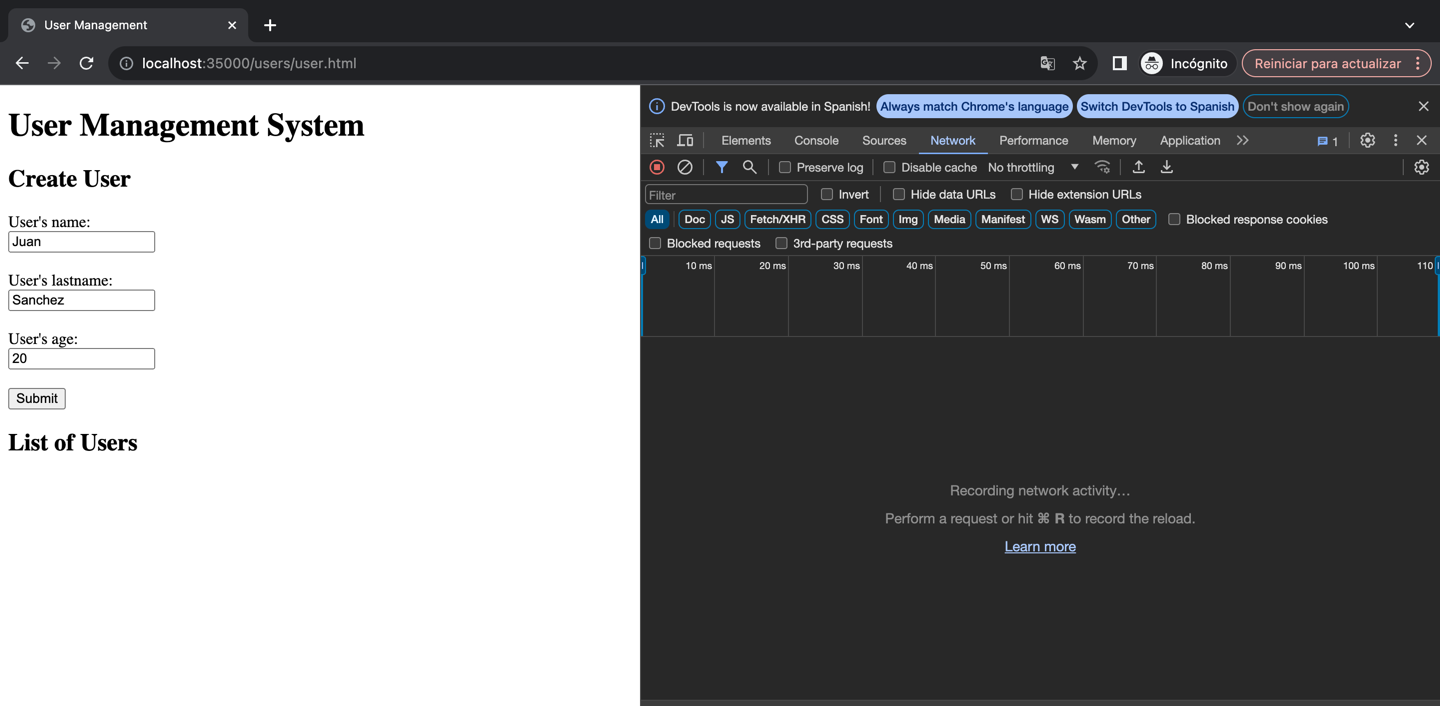 User Management
localhost:35000/users/user.html
Incógnito
Reiniciar para actualizar
User Management System
Create User
User's name:
Juan
User's lastname:
Sanchez
User's age:
20
Submit
List of Users
DevTools is now available in Spanish! Always match Chrome's language Switch DevTools to Spanish Don't show again
Elements Console Sources Network Performance Memory Application 1
Preserve log Disable cache No throttling
Filter Invert Hide data URLs Hide extension URLs
All Doc JS Fetch/XHR CSS Font Img Media Manifest WS Wasm Other Blocked response cookies
Blocked requests 3rd-party requests
10 ms 20 ms 30 ms 40 ms 50 ms 60 ms 70 ms 80 ms 90 ms 100 ms 110
Recording network activity…
Perform a request or hit ⌘ R to record the reload.
Learn more